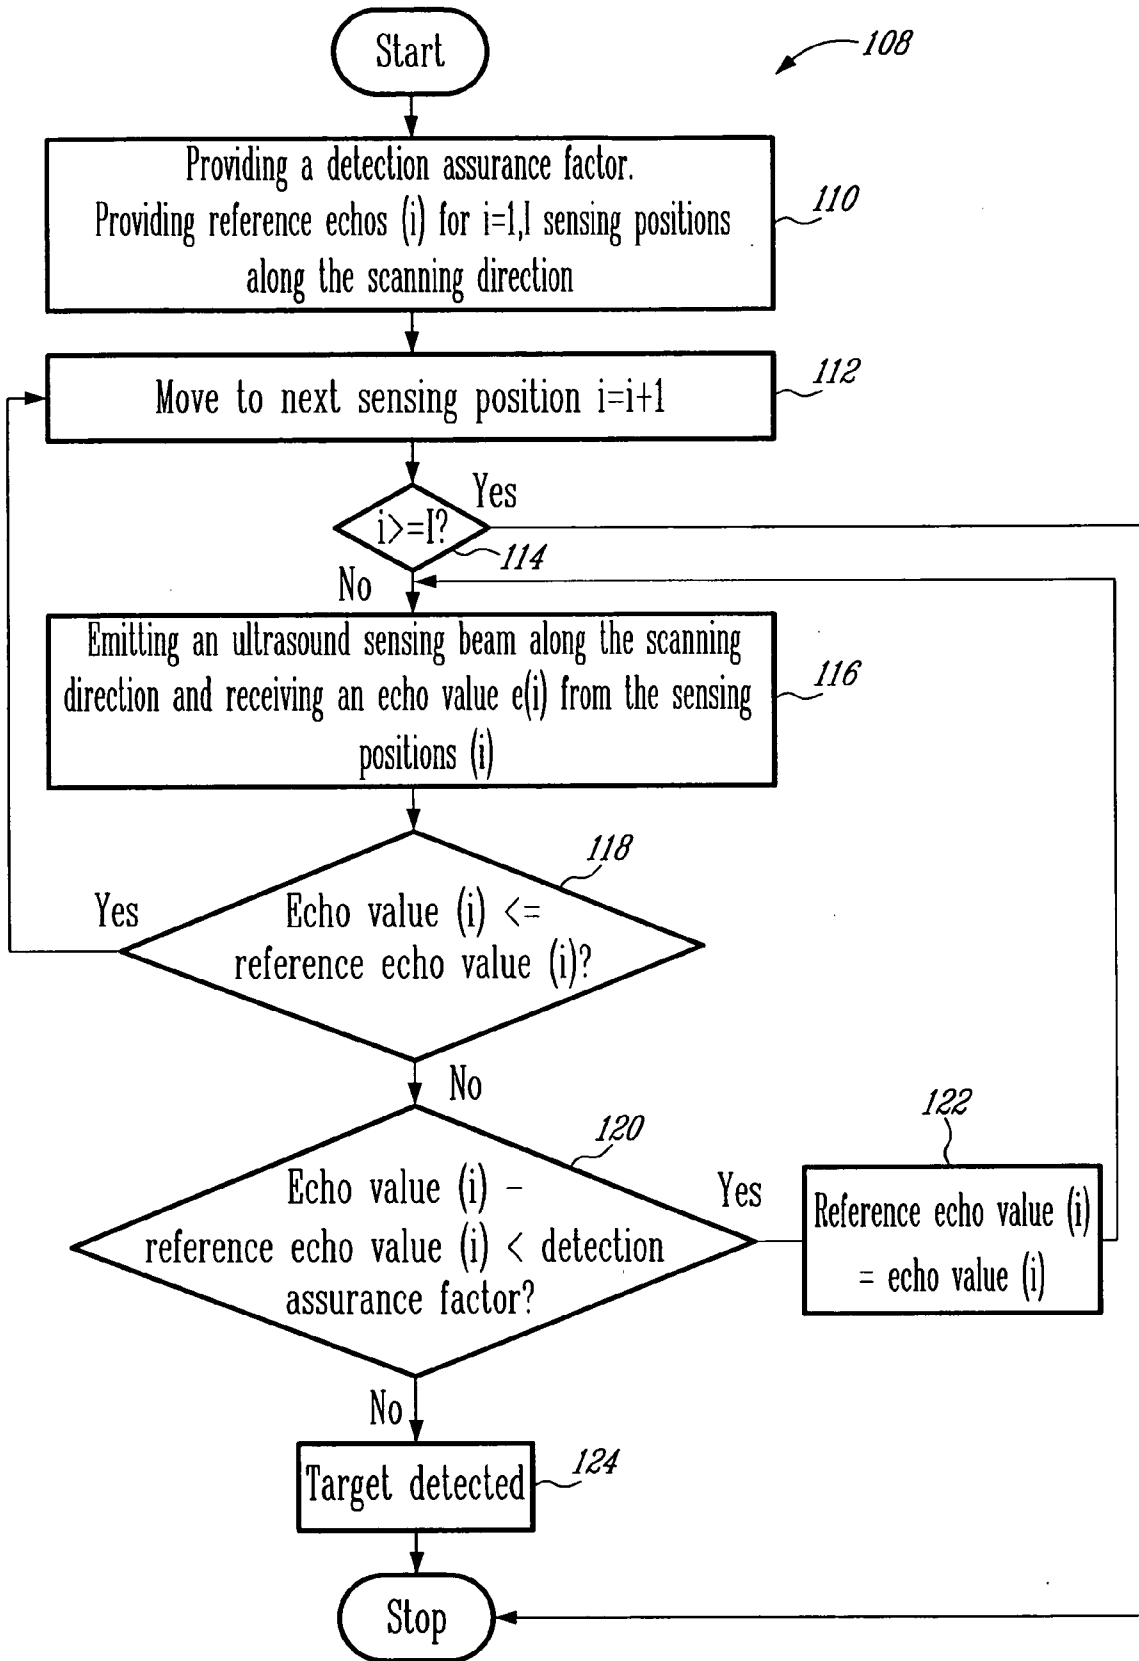 Start
108
Providing a detection assurance factor.
Providing reference echos (i) for i=1,I sensing positions
along the scanning direction
110
Move to next sensing position i=i+1
112
Yes
i>=I?
114
No
Emitting an ultrasound sensing beam along the scanning
direction and receiving an echo value e(i) from the sensing
positions (i)
116
118
Yes
Echo value (i) <=
reference echo value (i)?
No
120
122
Echo value (i) –
reference echo value (i) < detection
assurance factor?
Yes
Reference echo value (i)
= echo value (i)
No
Target detected
124
Stop